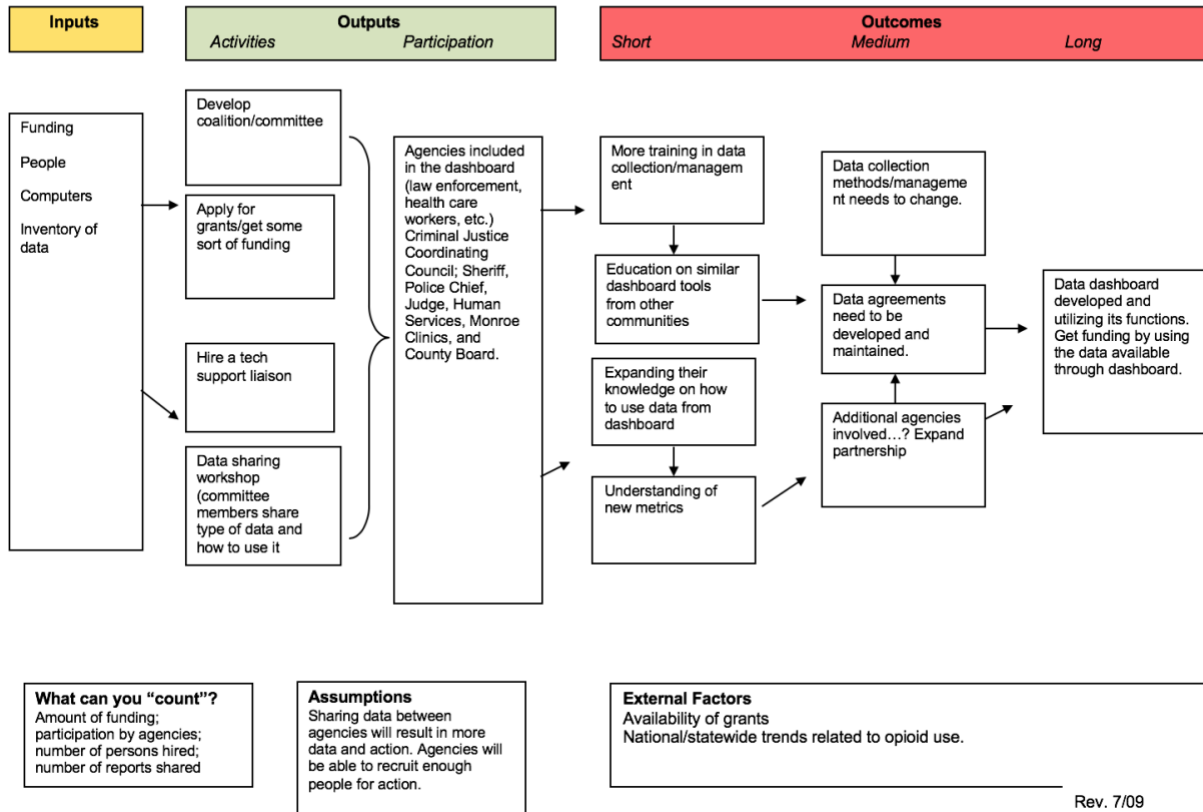 Inputs
Outputs
Activities Participation
Outcomes
Short Medium Long
Funding
People
Computers
Inventory of
data
Develop
coalition/committee
Apply for
grants/get some
sort of funding
Hire a tech
support liaison
Data sharing
workshop
(committee
members share
type of data and
how to use it
Agencies included
in the dashboard
(law enforcement,
health care
workers, etc.)
Criminal Justice
Coordinating
Council; Sheriff,
Police Chief,
Judge, Human
Services, Monroe
Clinics, and
County Board.
More training in data
collection/managem
ent
Education on similar
dashboard tools
from other
communities
Expanding their
knowledge on how
to use data from
dashboard
Understanding of
new metrics
Data collection
methods/manageme
nt needs to change.
Data agreements
need to be
developed and
maintained.
Additional agencies
involved...? Expand
partnership
Data dashboard
developed and
utilizing its functions.
Get funding by using
the data available
through dashboard.
What can you “count”?
Amount of funding;
participation by agencies;
number of persons hired;
number of reports shared
Assumptions
Sharing data between
agencies will result in more
data and action. Agencies will
be able to recruit enough
people for action.
External Factors
Availability of grants
National/statewide trends related to opioid use.
Rev. 7/09